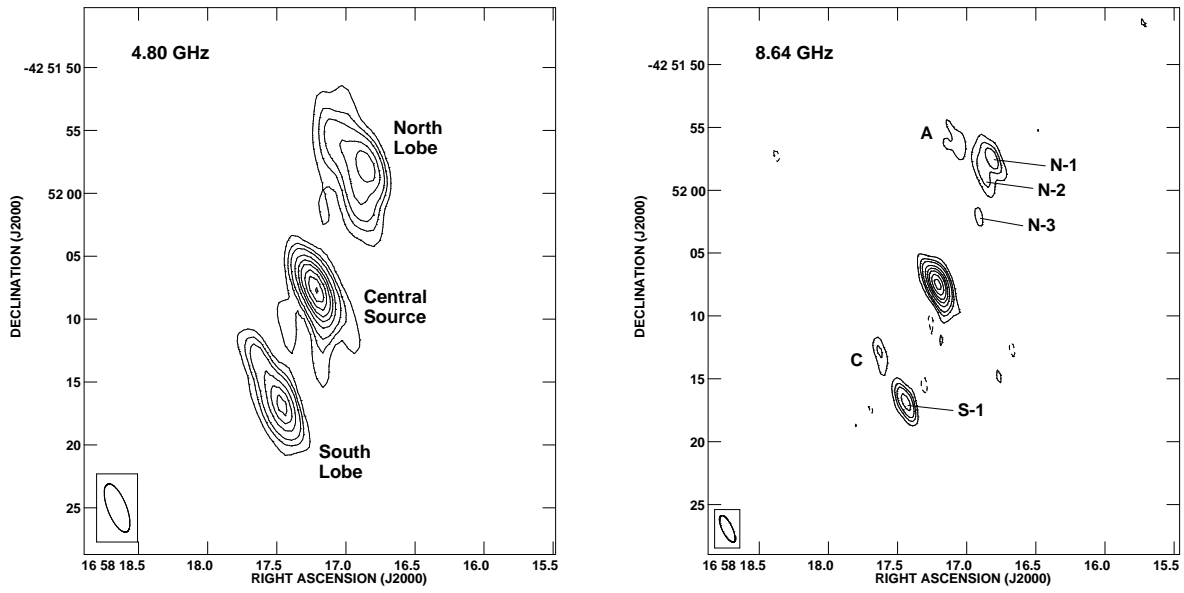 4.80 GHz
-42 51 50
55
52 00
05
10
15
20
25
DECLINATION (J2000)
North
Lobe
Central
Source
South
Lobe
16 58 18.5 18.0 17.5 17.0 16.5 16.0 15.5
RIGHT ASCENSION (J2000)
8.64 GHz
-42 51 50
55
52 00
05
10
15
20
25
DECLINATION (J2000)
A
N-1
N-2
N-3
C
S-1
16 58 18.5 18.0 17.5 17.0 16.5 16.0 15.5
RIGHT ASCENSION (J2000)